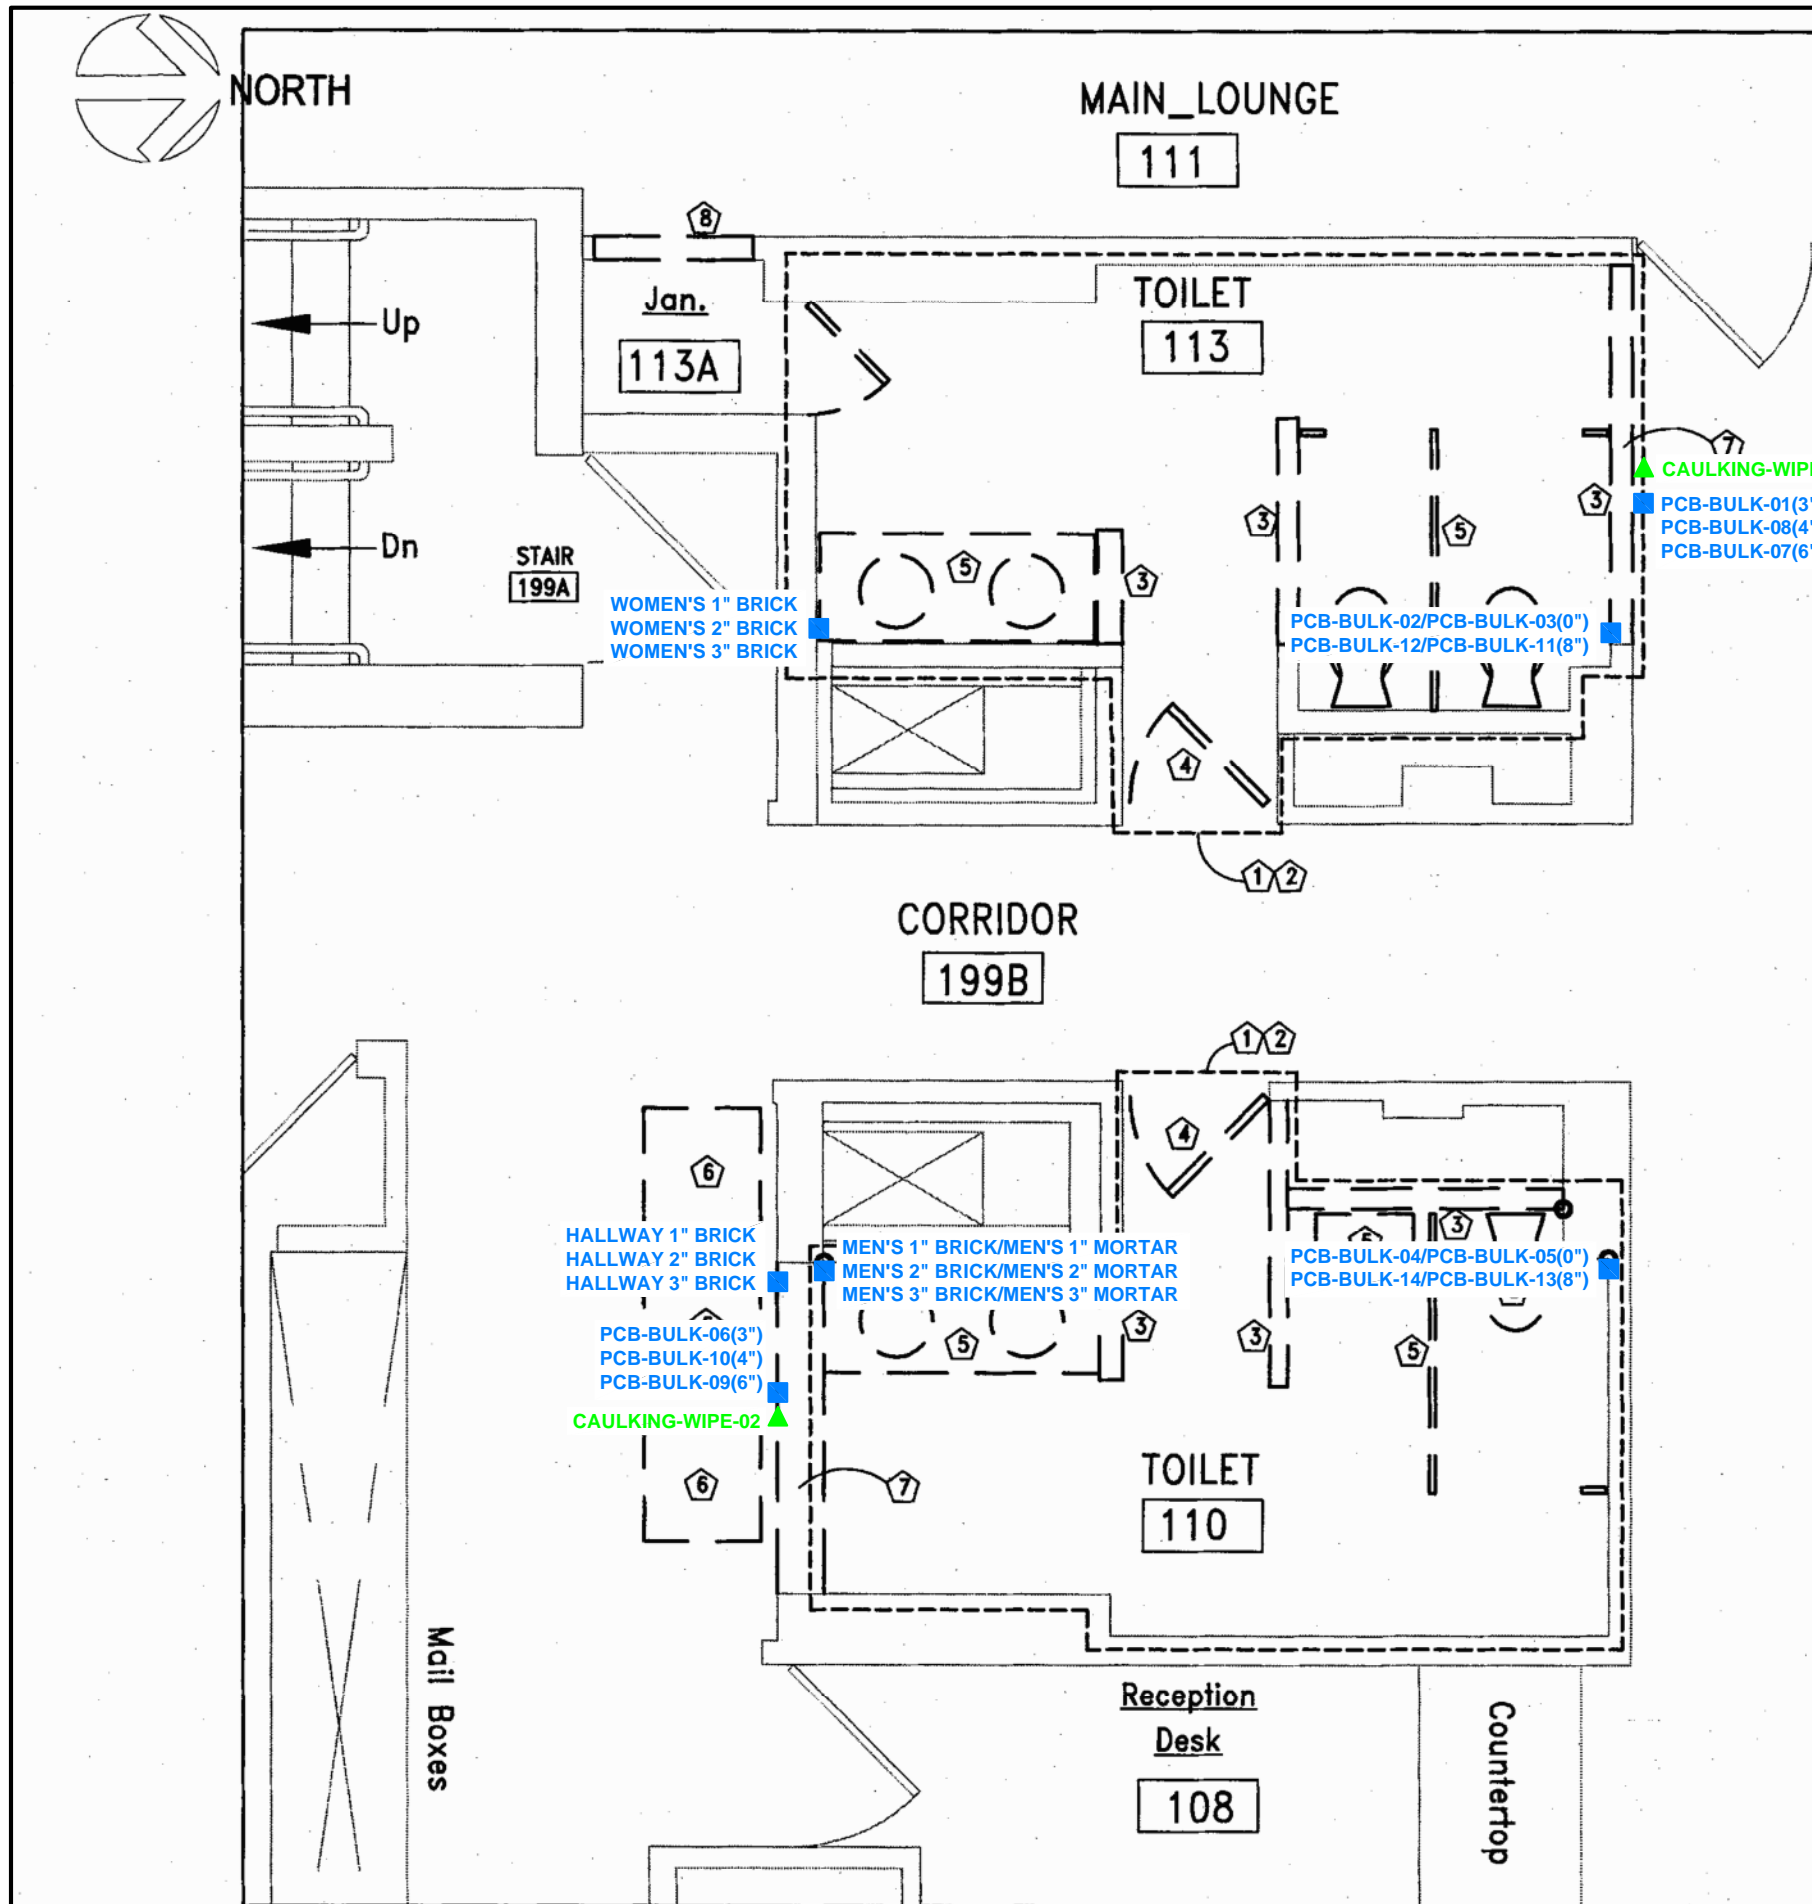 NORTH
MAIN_LOUNGE
111
8
Jan.
113A
TOILET
113
Up
Dn
STAIR
199A
7
CAULKING-WIPE
3
3
5
PCB-BULK-01(3"
PCB-BULK-08(4"
PCB-BULK-07(6"
5
3
WOMEN'S 1" BRICK
WOMEN'S 2" BRICK
WOMEN'S 3" BRICK
PCB-BULK-02/PCB-BULK-03(0")
PCB-BULK-12/PCB-BULK-11(8")
4
1 2
CORRIDOR
199B
1 2
4
6
3
HALLWAY 1" BRICK
HALLWAY 2" BRICK
HALLWAY 3" BRICK
MEN'S 1" BRICK/MEN'S 1" MORTAR
MEN'S 2" BRICK/MEN'S 2" MORTAR
MEN'S 3" BRICK/MEN'S 3" MORTAR
PCB-BULK-04/PCB-BULK-05(0")
PCB-BULK-14/PCB-BULK-13(8")
PCB-BULK-06(3")
PCB-BULK-10(4")
PCB-BULK-09(6")
5
3
3
5
CAULKING-WIPE-02
6
7
TOILET
110
Mail Boxes
Reception
Desk
108
Countertop